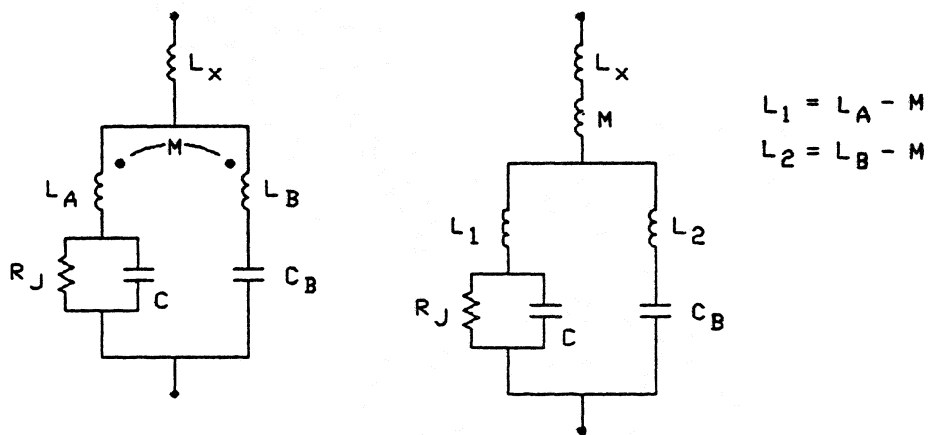 L_x
M
L_A
L_B
R_J
C
C_B
L_x
M
L_1
L_2
R_J
C
C_B
L_1 = L_A - M
L_2 = L_B - M